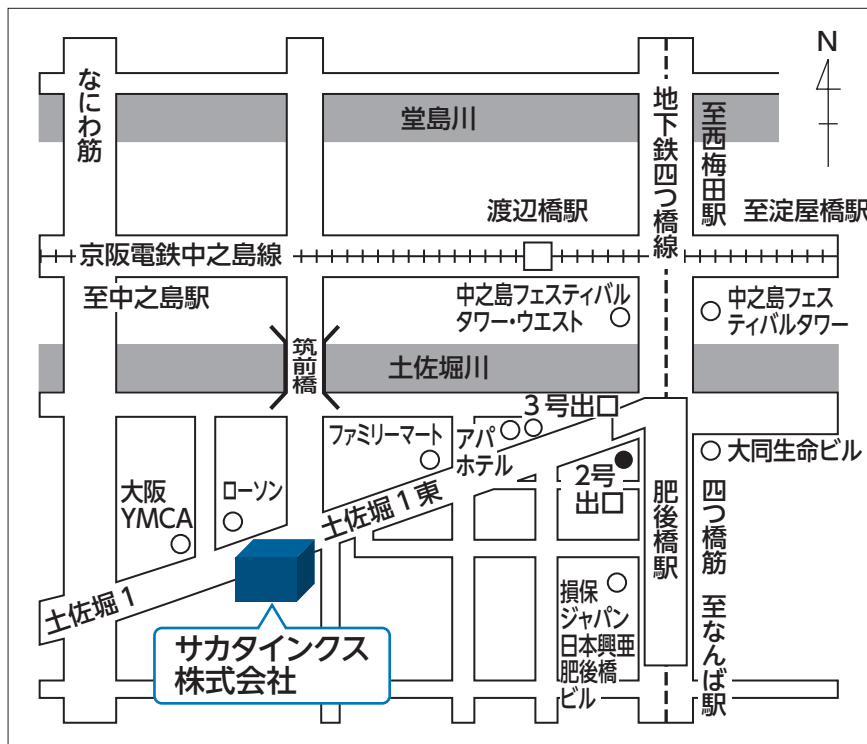 N
なにわ筋
堂島川
地下鉄四つ橋線
至西梅田駅
渡辺橋駅
至淀屋橋駅
京阪電鉄中之島線
至中之島駅
中之島フェスティバル
タワー・ウエスト
中之島フェス
ティバルタワー
筑前橋
土佐堀川
3号出口
ファミリーマート
アパ
ホテル
大同生命ビル
2号
出口
大阪
YMCA
ローソン
土佐堀1東
肥後橋駅
四つ橋筋
至なんば駅
土佐堀1
損保
ジャパン
日本興亜
肥後橋
ビル
サカタインクス
株式会社